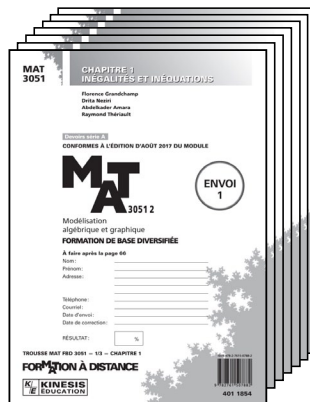 MAT
3051
CHAPITRE 1
INÉGALITÉS ET INÉQUATIONS
Florence Grandchamp
Drita Neziri
Abdelkader Amara
Raymond Thériault
Devoirs série A
CONFORMES À L'ÉDITION D'AOÛT 2017 DU MODULE
MAT
3051 2
ENVOI
1
Modélisation
algébrique et graphique
FORMATION DE BASE DIVERSIFIÉE
À faire après la page 66
Nom :
Prénom :
Adresse :
Téléphone :
Courriel :
Date d'envoi :
Date de correction :
RÉSULTAT :
%
TROUSSE MAT FBD 3051 – 1/3 – CHAPITRE 1
FORMATION À DISTANCE
K/E KINESIS
ÉDUCATION
401 1854